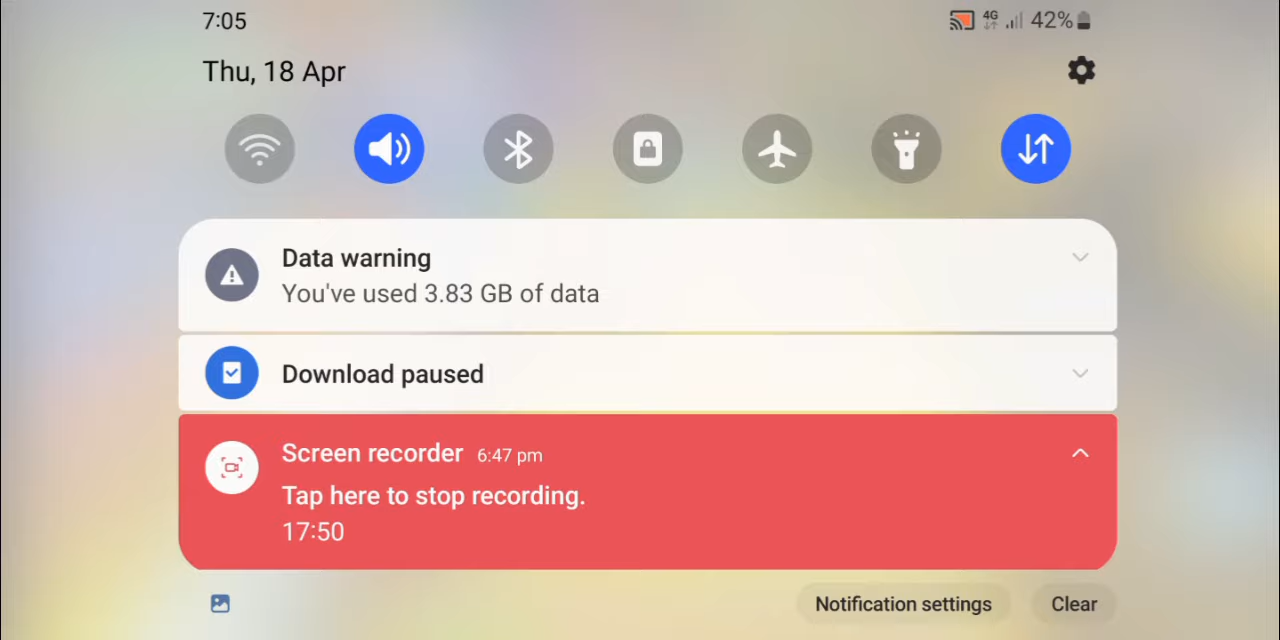 7:05
4G
42%
Thu, 18 Apr
Data warning
You've used 3.83 GB of data
Download paused
Screen recorder 6:47 pm
Tap here to stop recording.
17:50
Notification settings
Clear